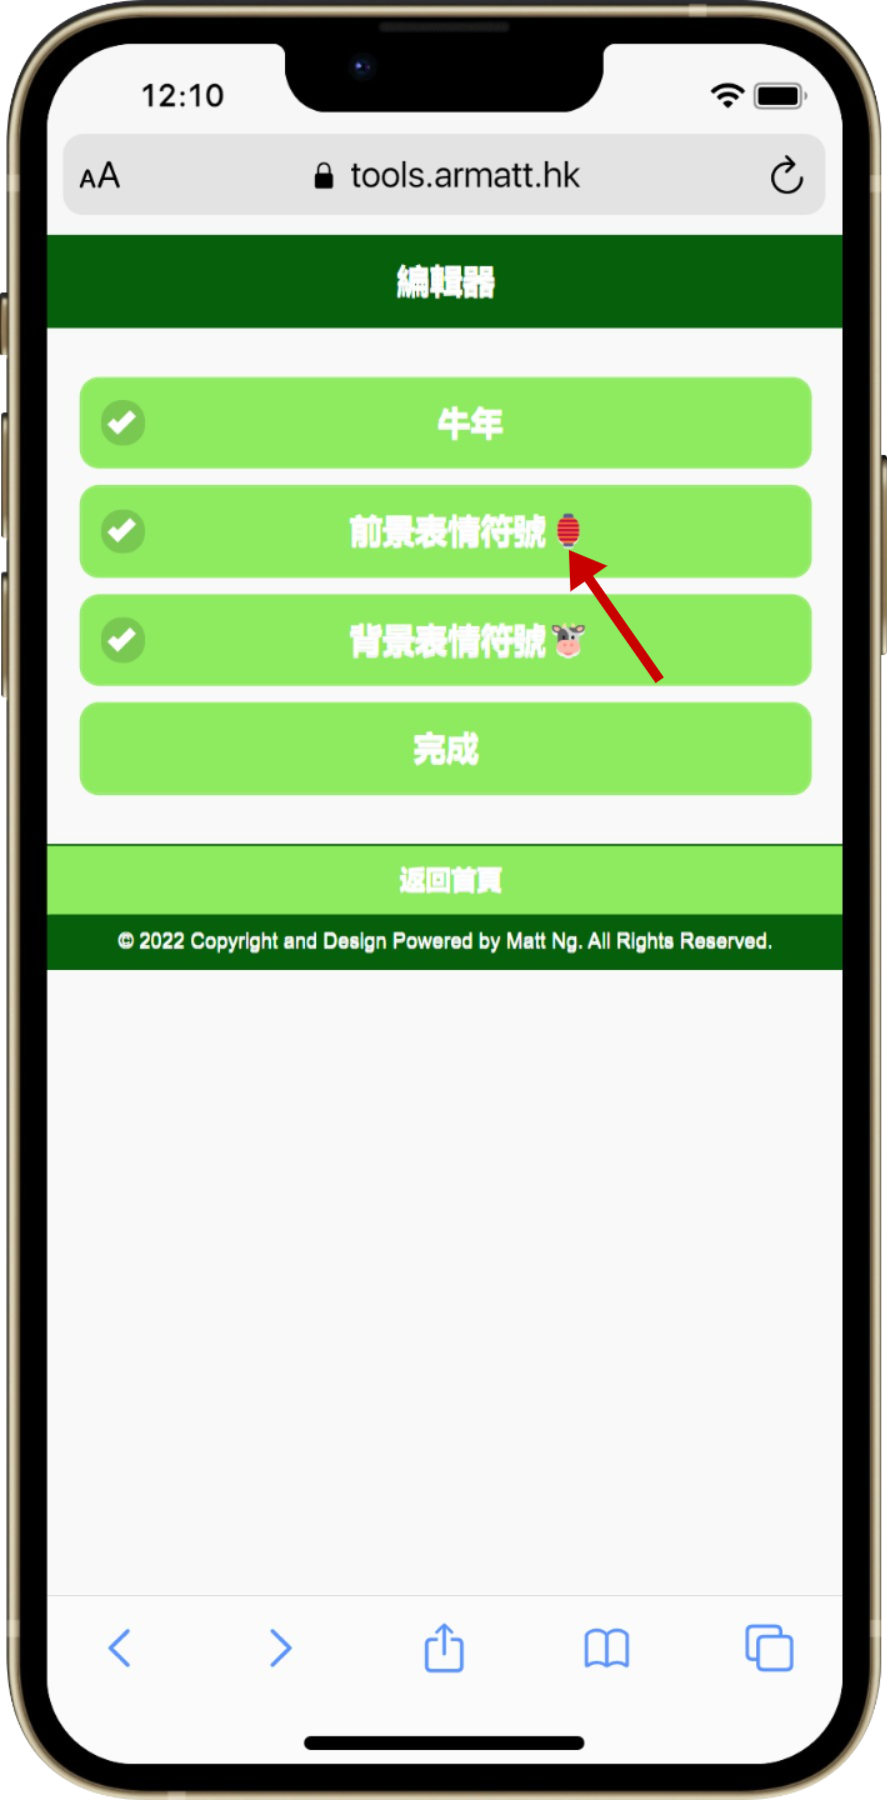 12:10
AA tools.armatt.hk
編輯器
牛年
前景表情符號🏮
背景表情符號🐮
完成
返回首頁
© 2022 Copyright and Design Powered by Matt Ng. All Rights Reserved.